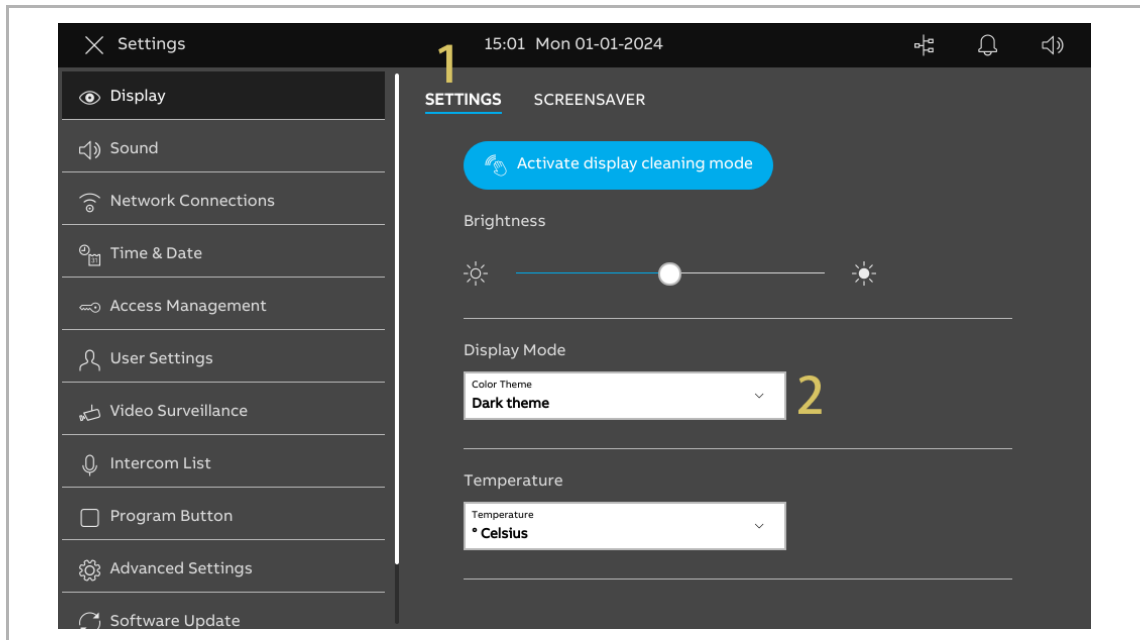 Settings
15:01 Mon 01-01-2024
1
Display
SETTINGS SCREENSAVER
Sound
Activate display cleaning mode
Network Connections
Brightness
31
Time & Date
Access Management
User Settings
Display Mode
Color Theme
Dark theme
2
Video Surveillance
Intercom List
Temperature
Program Button
Temperature
° Celsius
Advanced Settings
Software Update